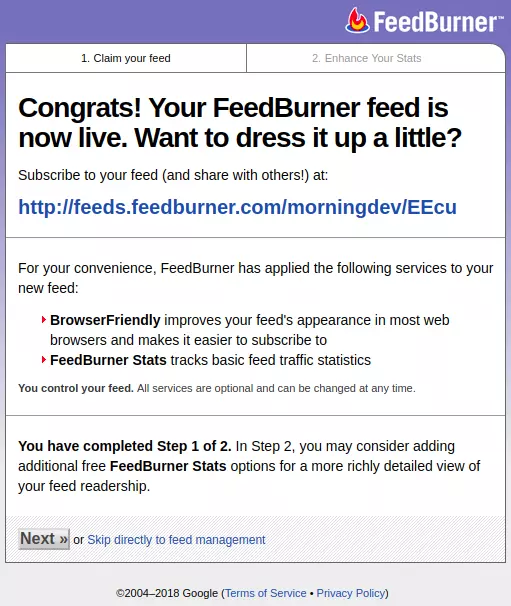 FeedBurner™
1. Claim your feed
2. Enhance Your Stats
Congrats! Your FeedBurner feed is
now live. Want to dress it up a little?
Subscribe to your feed (and share with others!) at:
http://feeds.feedburner.com/morningdev/EEcu
For your convenience, FeedBurner has applied the following services to your
new feed:
BrowserFriendly improves your feed's appearance in most web
browsers and makes it easier to subscribe to
FeedBurner Stats tracks basic feed traffic statistics
You control your feed. All services are optional and can be changed at any time.
You have completed Step 1 of 2. In Step 2, you may consider adding
additional free FeedBurner Stats options for a more richly detailed view of
your feed readership.
Next » or Skip directly to feed management
©2004–2018 Google (Terms of Service • Privacy Policy)